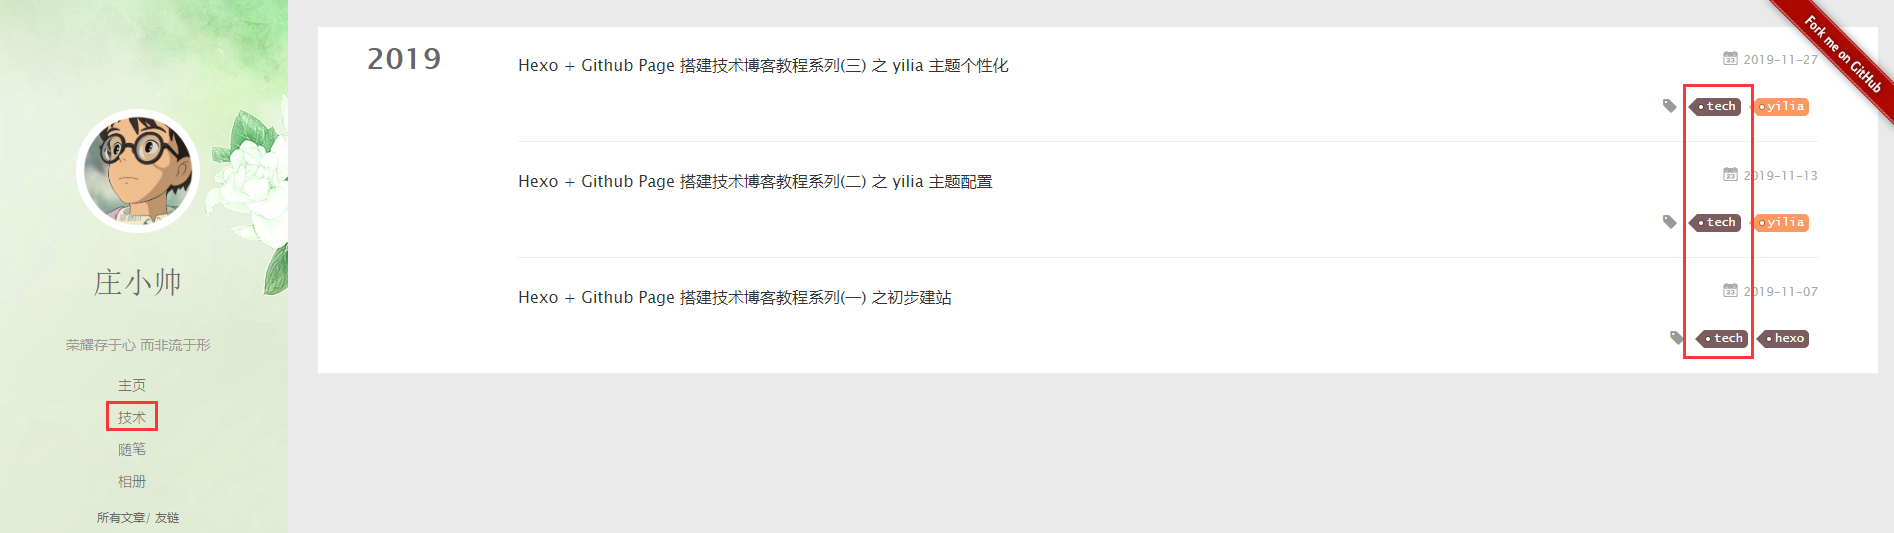 庄小帅
荣耀存于心 而非流于形
主页
技术
随笔
相册
所有文章/ 友链
2019
Hexo + Github Page 搭建技术博客教程系列(三) 之 yilia 主题个性化
2019-11-27
tech yilia
Hexo + Github Page 搭建技术博客教程系列(二) 之 yilia 主题配置
2019-11-13
tech yilia
Hexo + Github Page 搭建技术博客教程系列(一) 之初步建站
2019-11-07
tech hexo
Fork me on GitHub